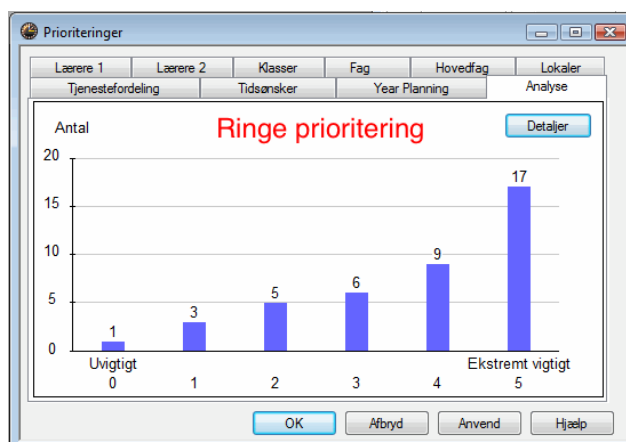 Prioriteringer
Lærere 1 Lærere 2 Klasser Fag Hovedfag Lokaler
Tjenestefordeling Tidsønsker Year Planning Analyse
Antal Ringe prioritering Detaljer
20
17
15
10
9
6
5
5
3
1
0
Uvigtigt Ekstremt vigtigt
0 1 2 3 4 5
OK Afbryd Anvend Hjælp